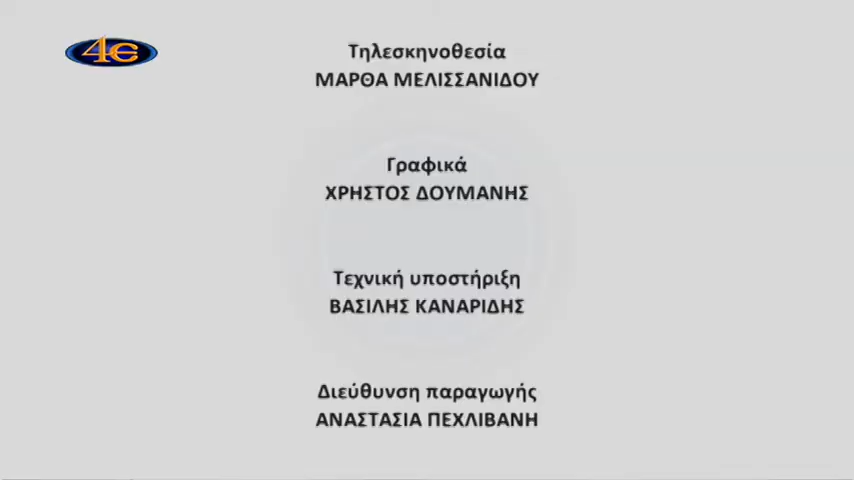 4E
Τηλεσκηνοθεσία
ΜΑΡΘΑ ΜΕΛΙΣΣΑΝΙΔΟΥ
Γραφικά
ΧΡΗΣΤΟΣ ΔΟΥΜΑΝΗΣ
Τεχνική υποστήριξη
ΒΑΣΙΛΗΣ ΚΑΝΑΡΙΔΗΣ
Διεύθυνση παραγωγής
ΑΝΑΣΤΑΣΙΑ ΠΕΧΛΙΒΑΝΗ